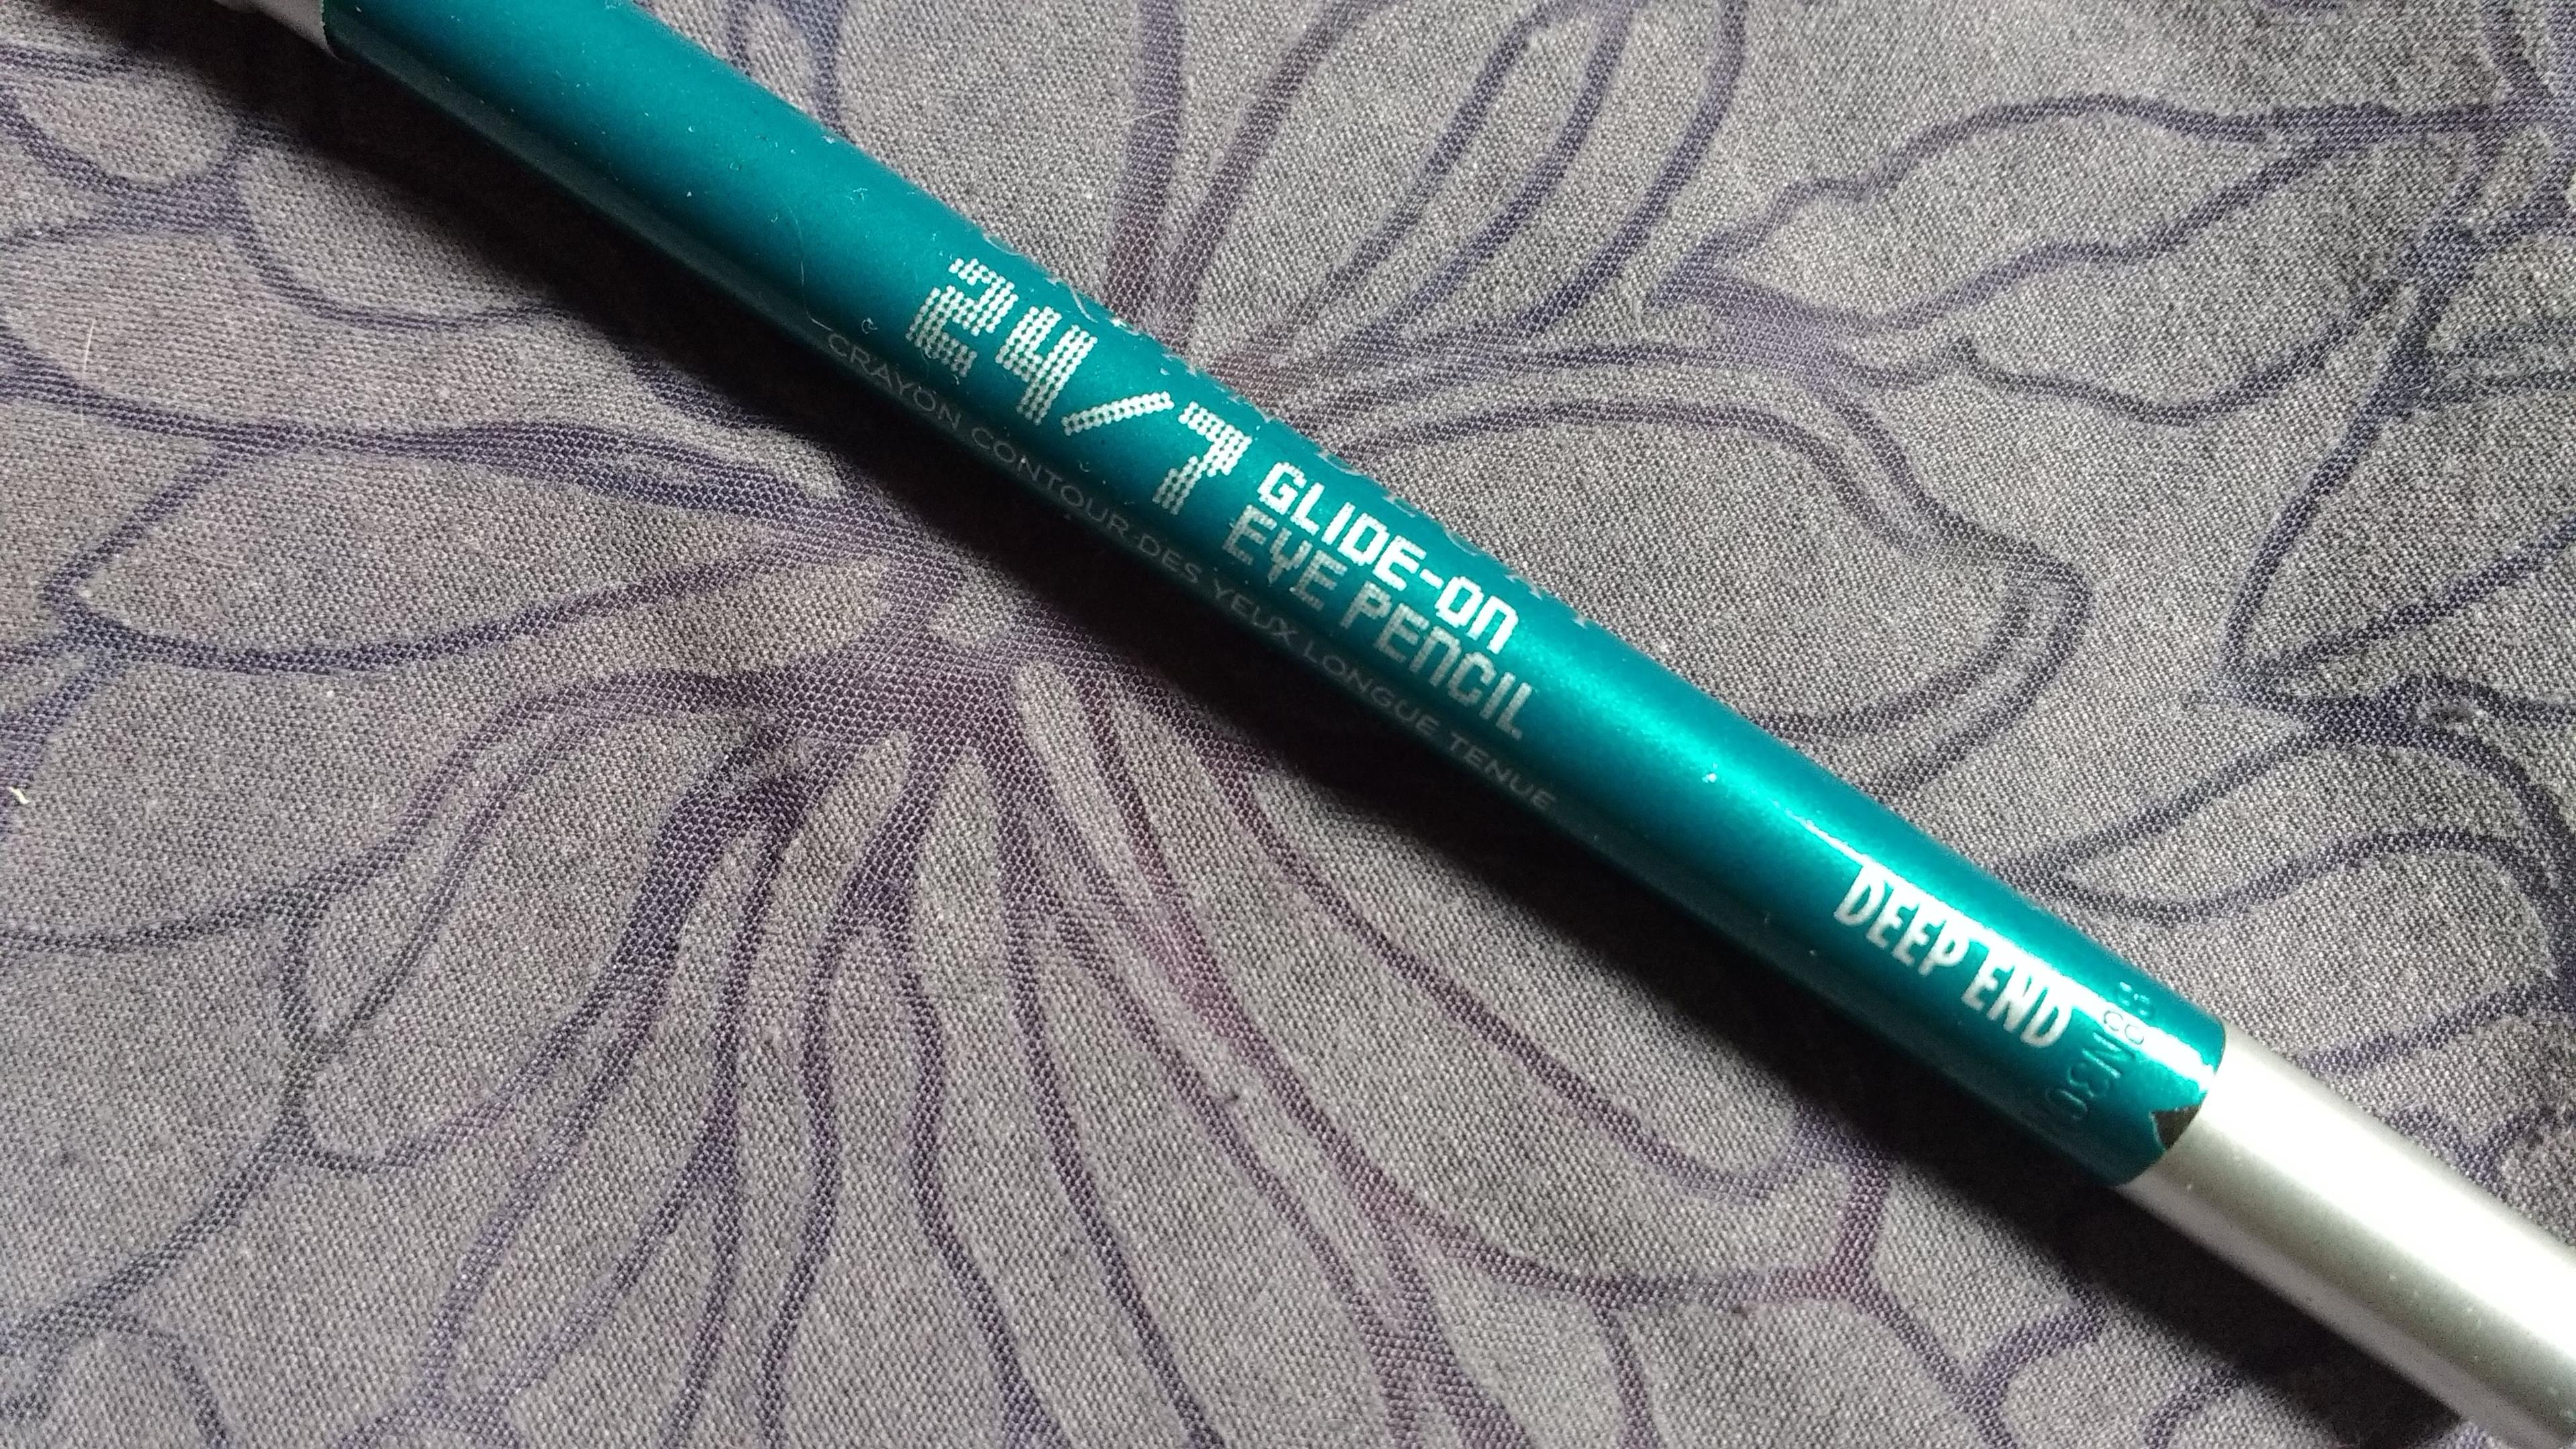 24/7 GLIDE-ON
EYE PENCIL
CRAYON CONTOUR DES YEUX LONGUE TENUE
DEEP END